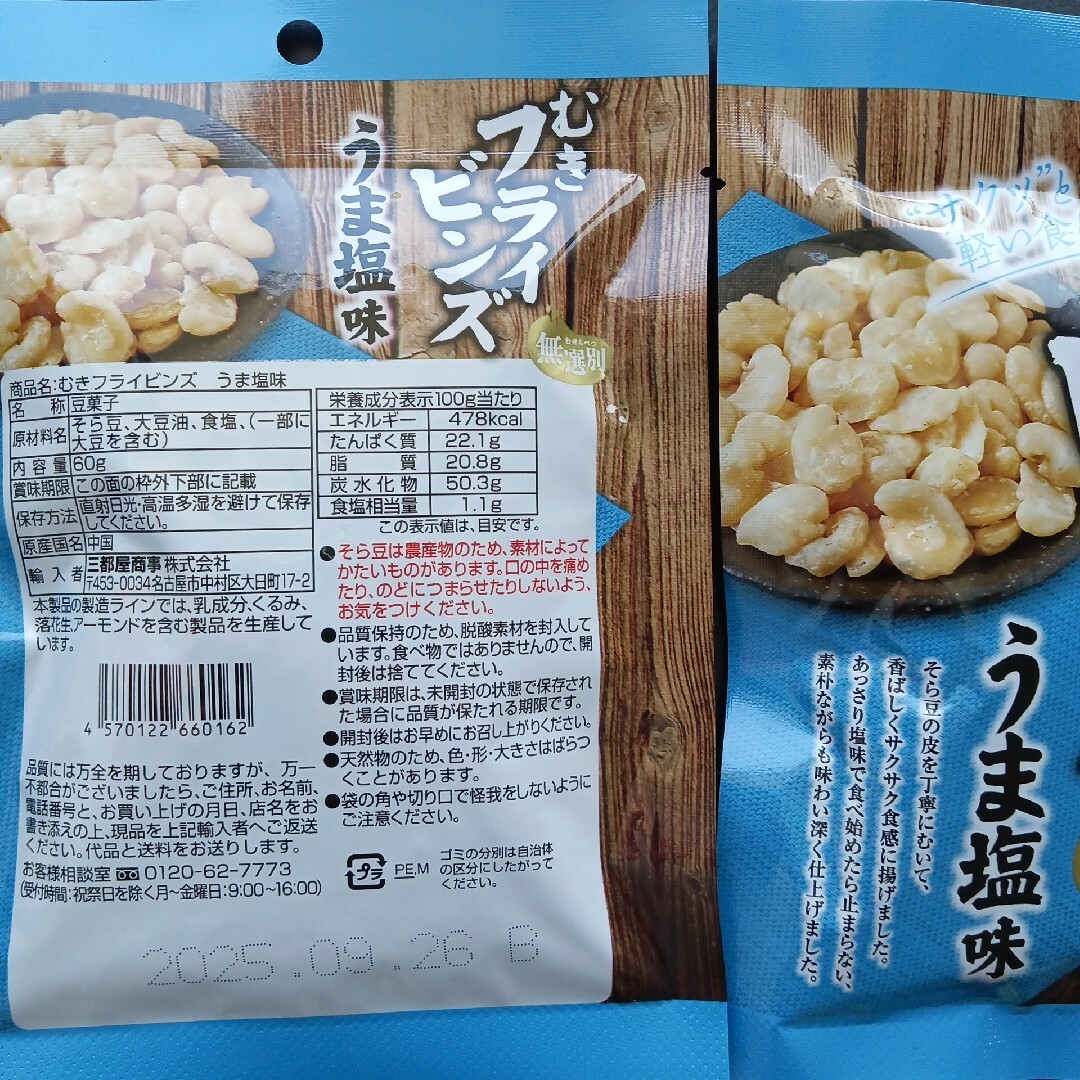 むき
フライ
ビンズ
うま塩味
むせんべつ
無選別
商品名:むきフライビンズ うま塩味
名称 豆菓子
原材料名 そら豆、大豆油、食塩、(一部に
大豆を含む)
内容量 60g
賞味期限 この面の枠外下部に記載
保存方法 直射日光・高温多湿を避けて保存
してください。
原産国名 中国
輸入者 三都屋商事株式会社
〒453-0034名古屋市中村区大日町17-2
本製品の製造ラインでは、乳成分、くるみ、
落花生、アーモンドを含む製品を生産して
います。
4 570122 660162
品質には万全を期しておりますが、万一
不都合がございましたら、ご住所、お名前、
電話番号と、お買い上げの月日、店名をお
書き添えの上、現品を上記輸入者へご返送
ください。代品と送料をお送りします。
お客様相談室 0120-62-7773
(受付時間:祝祭日を除く月〜金曜日:9:00〜16:00)
栄養成分表示100g当たり
エネルギー 478kcal
たんぱく質 22.1g
脂質 20.8g
炭水化物 50.3g
食塩相当量 1.1g
この表示値は、目安です。
●そら豆は農産物のため、素材によって
かたいものがあります。口の中を痛め
たり、のどにつまらせたりしないよう、
お気をつけください。
●品質保持のため、脱酸素材を封入して
います。食べ物ではありませんので、開
封後は捨ててください。
●賞味期限は、未開封の状態で保存され
た場合に品質が保たれる期限です。
●開封後はお早めにお召し上がりください。
●天然物のため、色・形・大きさはばらつ
くことがあります。
●袋の角や切り口で怪我をしないように
ご注意ください。
プラ PE,M
ゴミの分別は自治体
の区分にしたがって
ください。
2025.09.26 B
“サクッ”と
軽い食
うま塩味
そら豆の皮を丁寧にむいて、
香ばしくサクサク食感に揚げました。
あっさり塩味で食べ始めたら止まらない、
素朴ながらも味わい深く仕上げました。